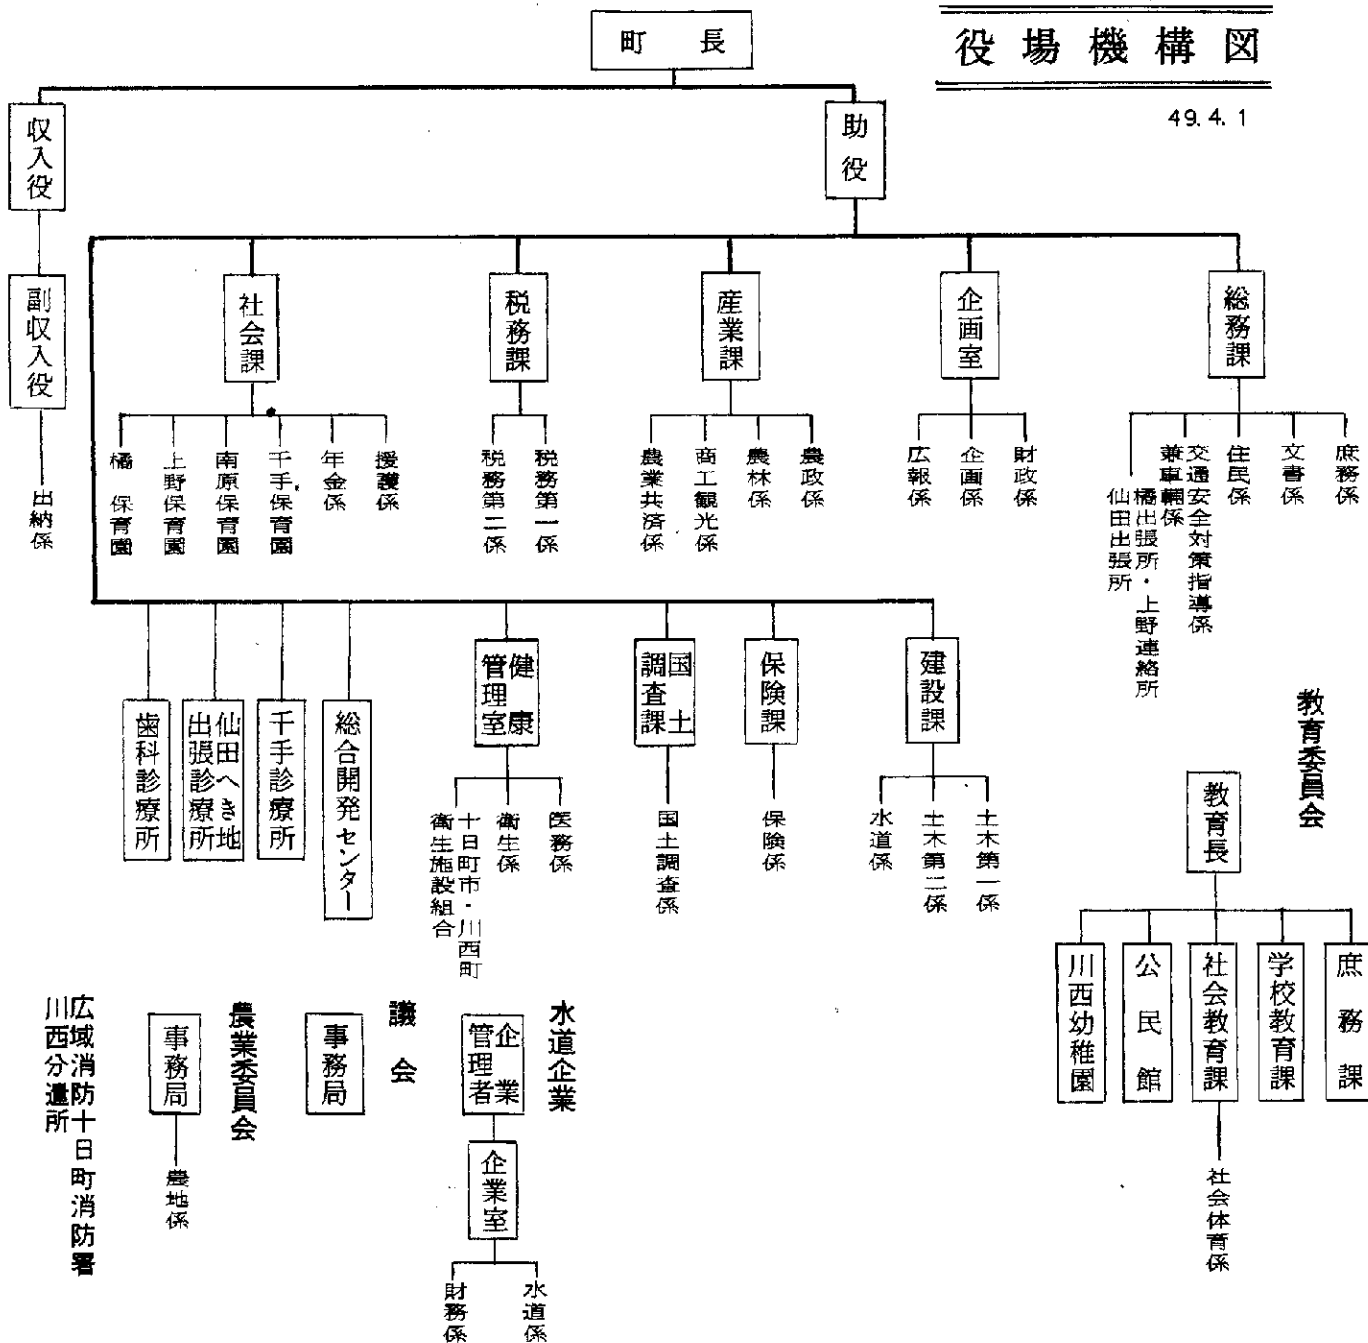 役場機構図
49.4.1
町長
助役
収入役
副収入役
出納係
総務課
庶務係
文書係
住民係
交通安全対策指導係
兼車輛係
橘出張所・上野連絡所
仙田出張所
企画室
財政係
企画係
広報係
産業課
農政係
農林係
商工観光係
農業共済係
税務課
税務第一係
税務第二係
社会課
援護係
年金係
千手保育園
南原保育園
上野保育園
橘保育園
建設課
土木第一係
土木第二係
水道係
保険課
保険係
国土
調査課
国土調査係
健康
管理室
医務係
衛生係
十日町市・川西町
衛生施設組合
総合開発センター
千手診療所
仙田へき地
出張診療所
歯科診療所
教育委員会
教育長
庶務課
学校教育課
社会教育課
社会体育係
公民館
川西幼稚園
水道企業
企業
管理者
企業室
水道係
財務係
議会
事務局
農業委員会
事務局
農地係
広域消防十日町消防署
川西分遣所